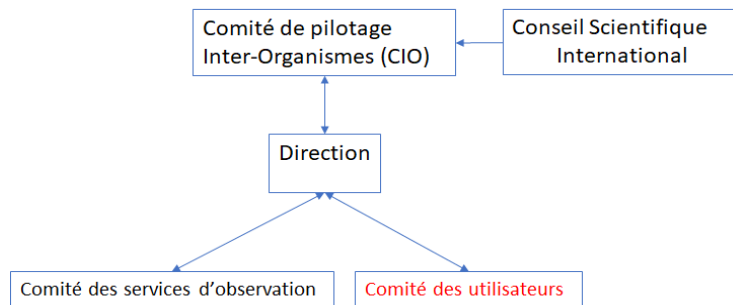 Comité de pilotage
Inter-Organismes (CIO)
Conseil Scientifique
International
Direction
Comité des services d’observation
Comité des utilisateurs